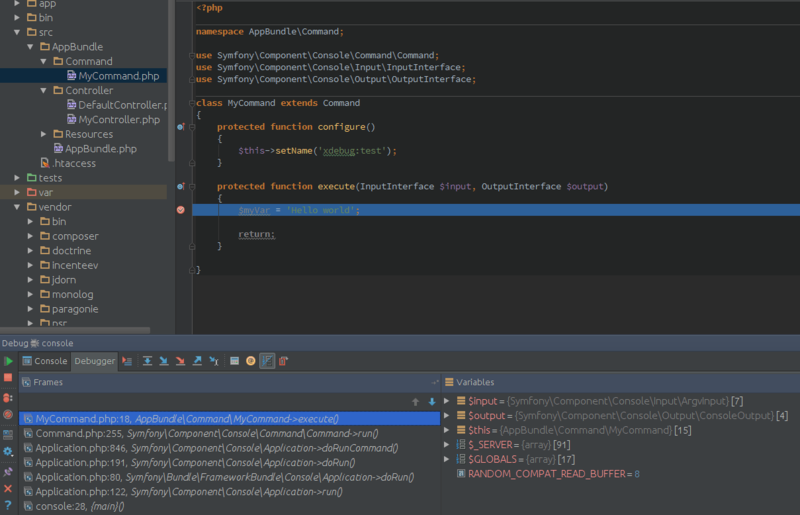 app
bin
src
AppBundle
Command
MyCommand.php
Controller
DefaultController.p
MyController.php
Resources
AppBundle.php
.htaccess
tests
var
vendor
bin
composer
doctrine
incenteev
jdorn
monolog
paragonie
psr
<?php
namespace AppBundle\Command;
use Symfony\Component\Console\Command\Command;
use Symfony\Component\Console\Input\InputInterface;
use Symfony\Component\Console\Output\OutputInterface;
class MyCommand extends Command
{
protected function configure()
{
$this->setName('xdebug:test');
}
protected function execute(InputInterface $input, OutputInterface $output)
{
$myVar = 'Hello world';
return;
}
}
Debug console
Console Debugger
Frames
MyCommand.php:18, AppBundle\Command\MyCommand->execute()
Command.php:255, Symfony\Component\Console\Command\Command->run()
Application.php:846, Symfony\Component\Console\Application->doRunCommand()
Application.php:191, Symfony\Component\Console\Application->doRun()
Application.php:80, Symfony\Bundle\FrameworkBundle\Console\Application->doRun()
Application.php:122, Symfony\Component\Console\Application->run()
console:28, {main}()
Variables
$input = {Symfony\Component\Console\Input\ArgvInput} [7]
$output = {Symfony\Component\Console\Output\ConsoleOutput} [4]
$this = {AppBundle\Command\MyCommand} [15]
$_SERVER = {array} [91]
$GLOBALS = {array} [17]
RANDOM_COMPAT_READ_BUFFER = 8